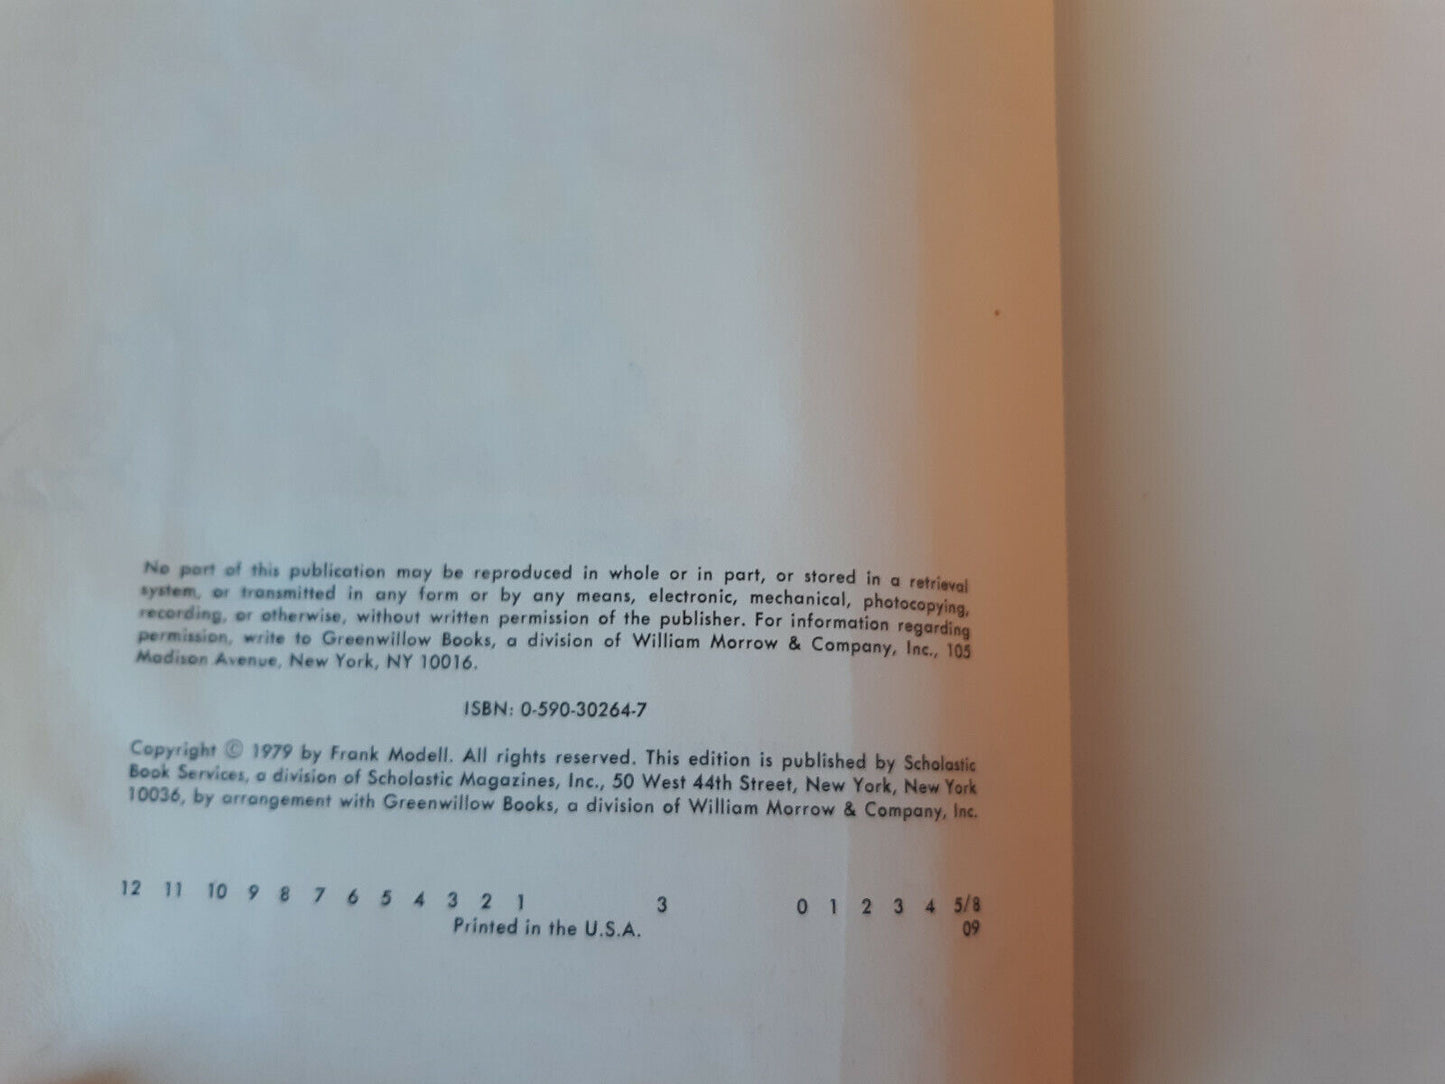 No part of this publication may be reproduced in whole or in part, or stored in a retrieval
system, or transmitted in any form or by any means, electronic, mechanical, photocopying,
recording, or otherwise, without written permission of the publisher. For information regarding
permission, write to Greenwillow Books, a division of William Morrow & Company, Inc., 105
Madison Avenue, New York, NY 10016.
ISBN: 0-590-30264-7
Copyright © 1979 by Frank Modell. All rights reserved. This edition is published by Scholastic
Book Services, a division of Scholastic Magazines, Inc., 50 West 44th Street, New York, New York
10036, by arrangement with Greenwillow Books, a division of William Morrow & Company, Inc.
12 11 10 9 8 7 6 5 4 3 2 1 3 0 1 2 3 4 5/8
Printed in the U.S.A. 09